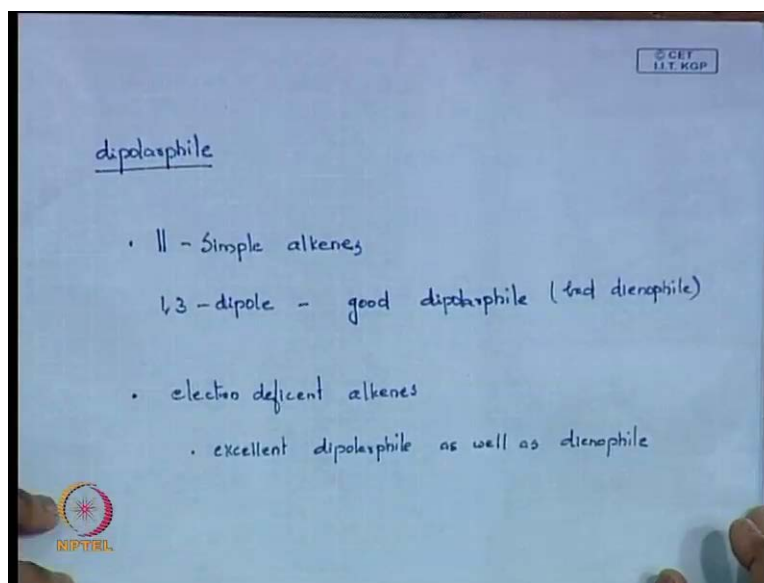 © CET
I.I.T. KGP
dipolarphile
· || - Simple alkenes
1,3 - dipole - good dipolarphile (bad dienophile)
· electro deficent alkenes
· excellent dipolarphile as well as dienophile
NPTEL